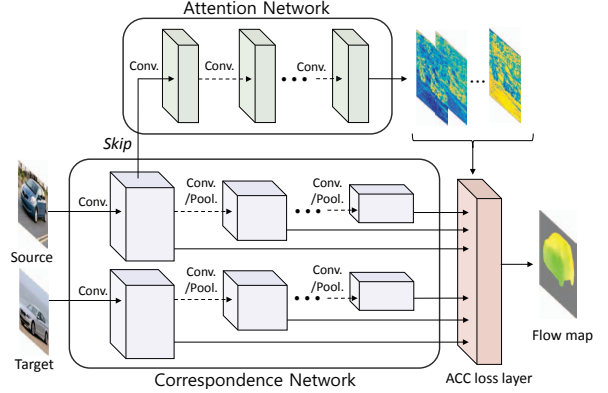 Attention Network
Conv.
Conv.
Conv.
Skip
Conv.
Conv.
/Pool.
Conv.
/Pool.
Source
Conv.
Conv.
/Pool.
Conv.
/Pool.
Target
Flow map
Correspondence Network
ACC loss layer